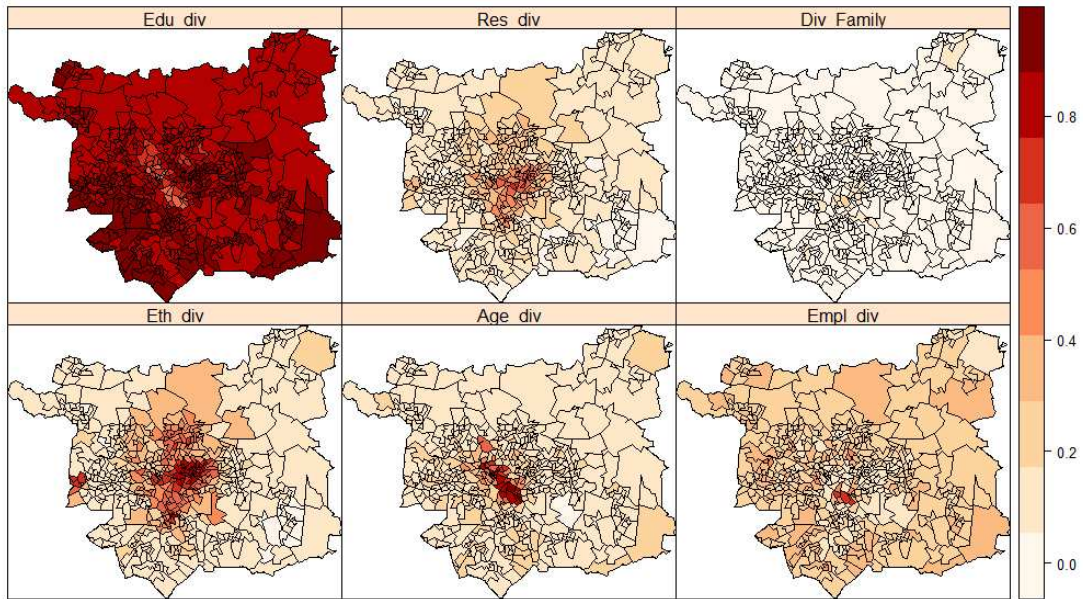 Edu_div
Res_div
Div_Family
Eth_div
Age_div
Empl_div
0.8
0.6
0.4
0.2
0.0